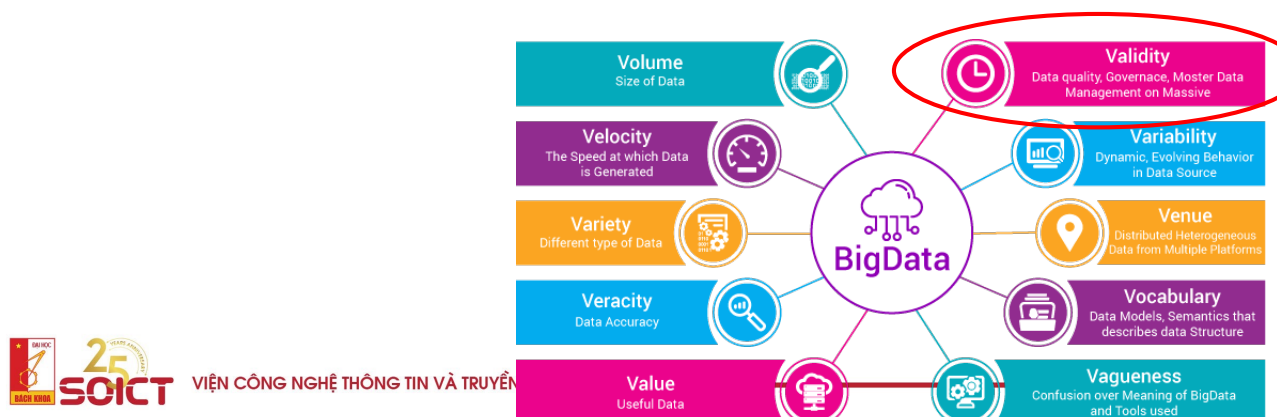 Volume
Size of Data
Velocity
The Speed at which Data
is Generated
Variety
Different type of Data
Veracity
Data Accuracy
Value
Useful Data
BigData
Validity
Data quality, Governace, Moster Data
Management on Massive
Variability
Dynamic, Evolving Behavior
in Data Source
Venue
Distributed Heterogeneous
Data from Multiple Platforms
Vocabulary
Data Models, Semantics that
describes data Structure
Vagueness
Confusion over Meaning of BigData
and Tools used
ĐẠI HỌC
BÁCH KHOA
25
YEARS ANNIVERSARY
SOICT
VIỆN CÔNG NGHỆ THÔNG TIN VÀ TRUYỀN